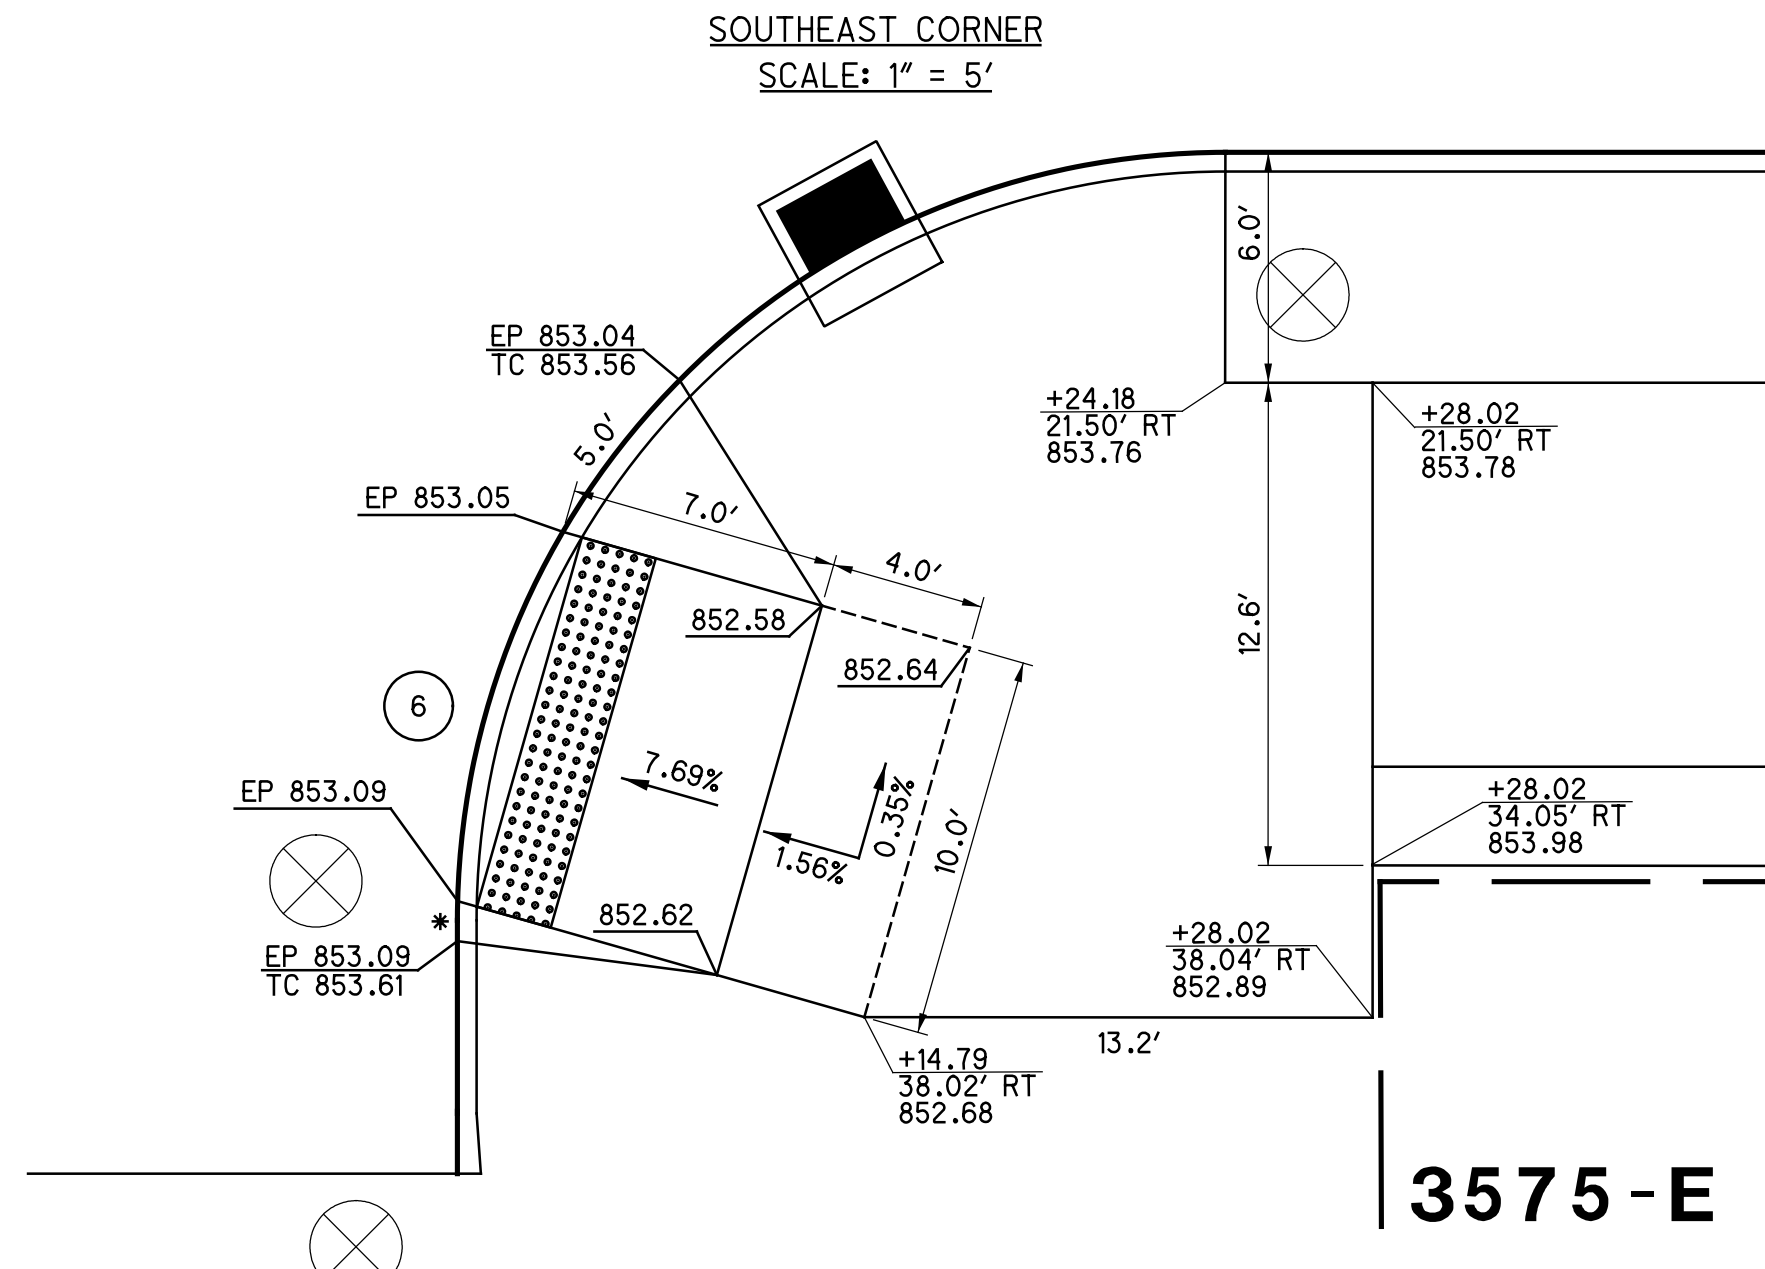 SOUTHEAST CORNER
SCALE: 1" = 5'
6.0'
EP 853.04
TC 853.56
+24.18
21.50' RT
853.76
+28.02
21.50' RT
853.78
5.0'
EP 853.05
7.0'
4.0'
852.58
12.6'
852.64
6
7.69%
EP 853.09
0.35%
10.0'
+28.02
34.05' RT
853.98
1.56%
852.62
*
EP 853.09
TC 853.61
+28.02
38.04' RT
852.89
13.2'
+14.79
38.02' RT
852.68
3575-E